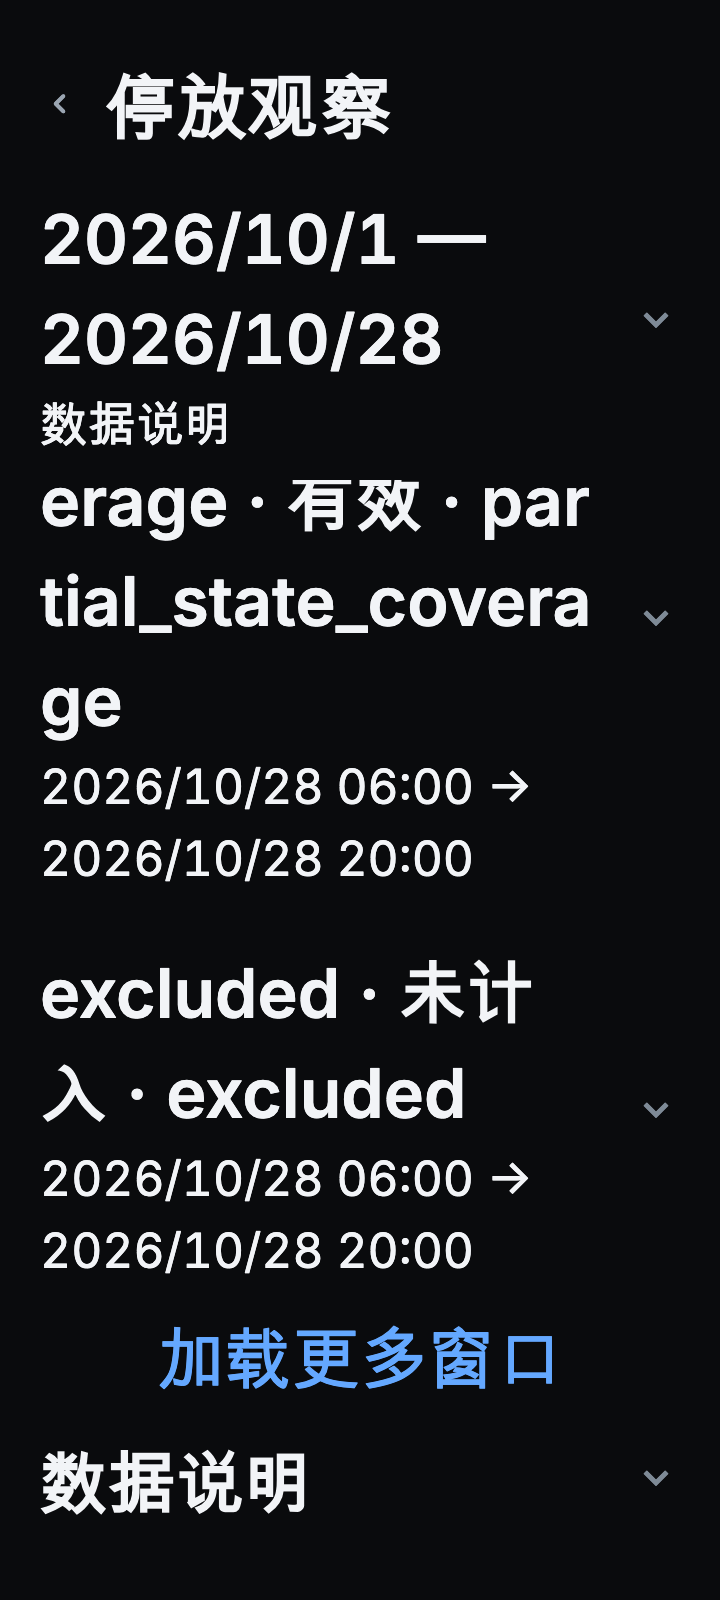 停放观察
2026/10/1 —
2026/10/28
数据说明
erage · 有效 · par
tial_state_covera
ge
2026/10/28 06:00 →
2026/10/28 20:00
excluded · 未计
入 · excluded
2026/10/28 06:00 →
2026/10/28 20:00
加载更多窗口
数据说明